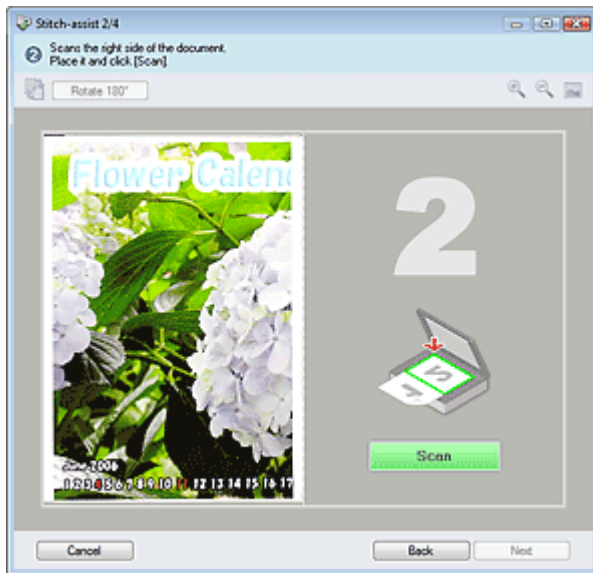 Stitch-assist 2/4
2 Scans the right side of the document.
Place it and click [Scan].
Rotate 180°
Flower Calend
2
June 2006
1 2 3 4 5 6 7 8 9 10 11 12 13 14 15 16 17
Scan
Cancel
Back
Next